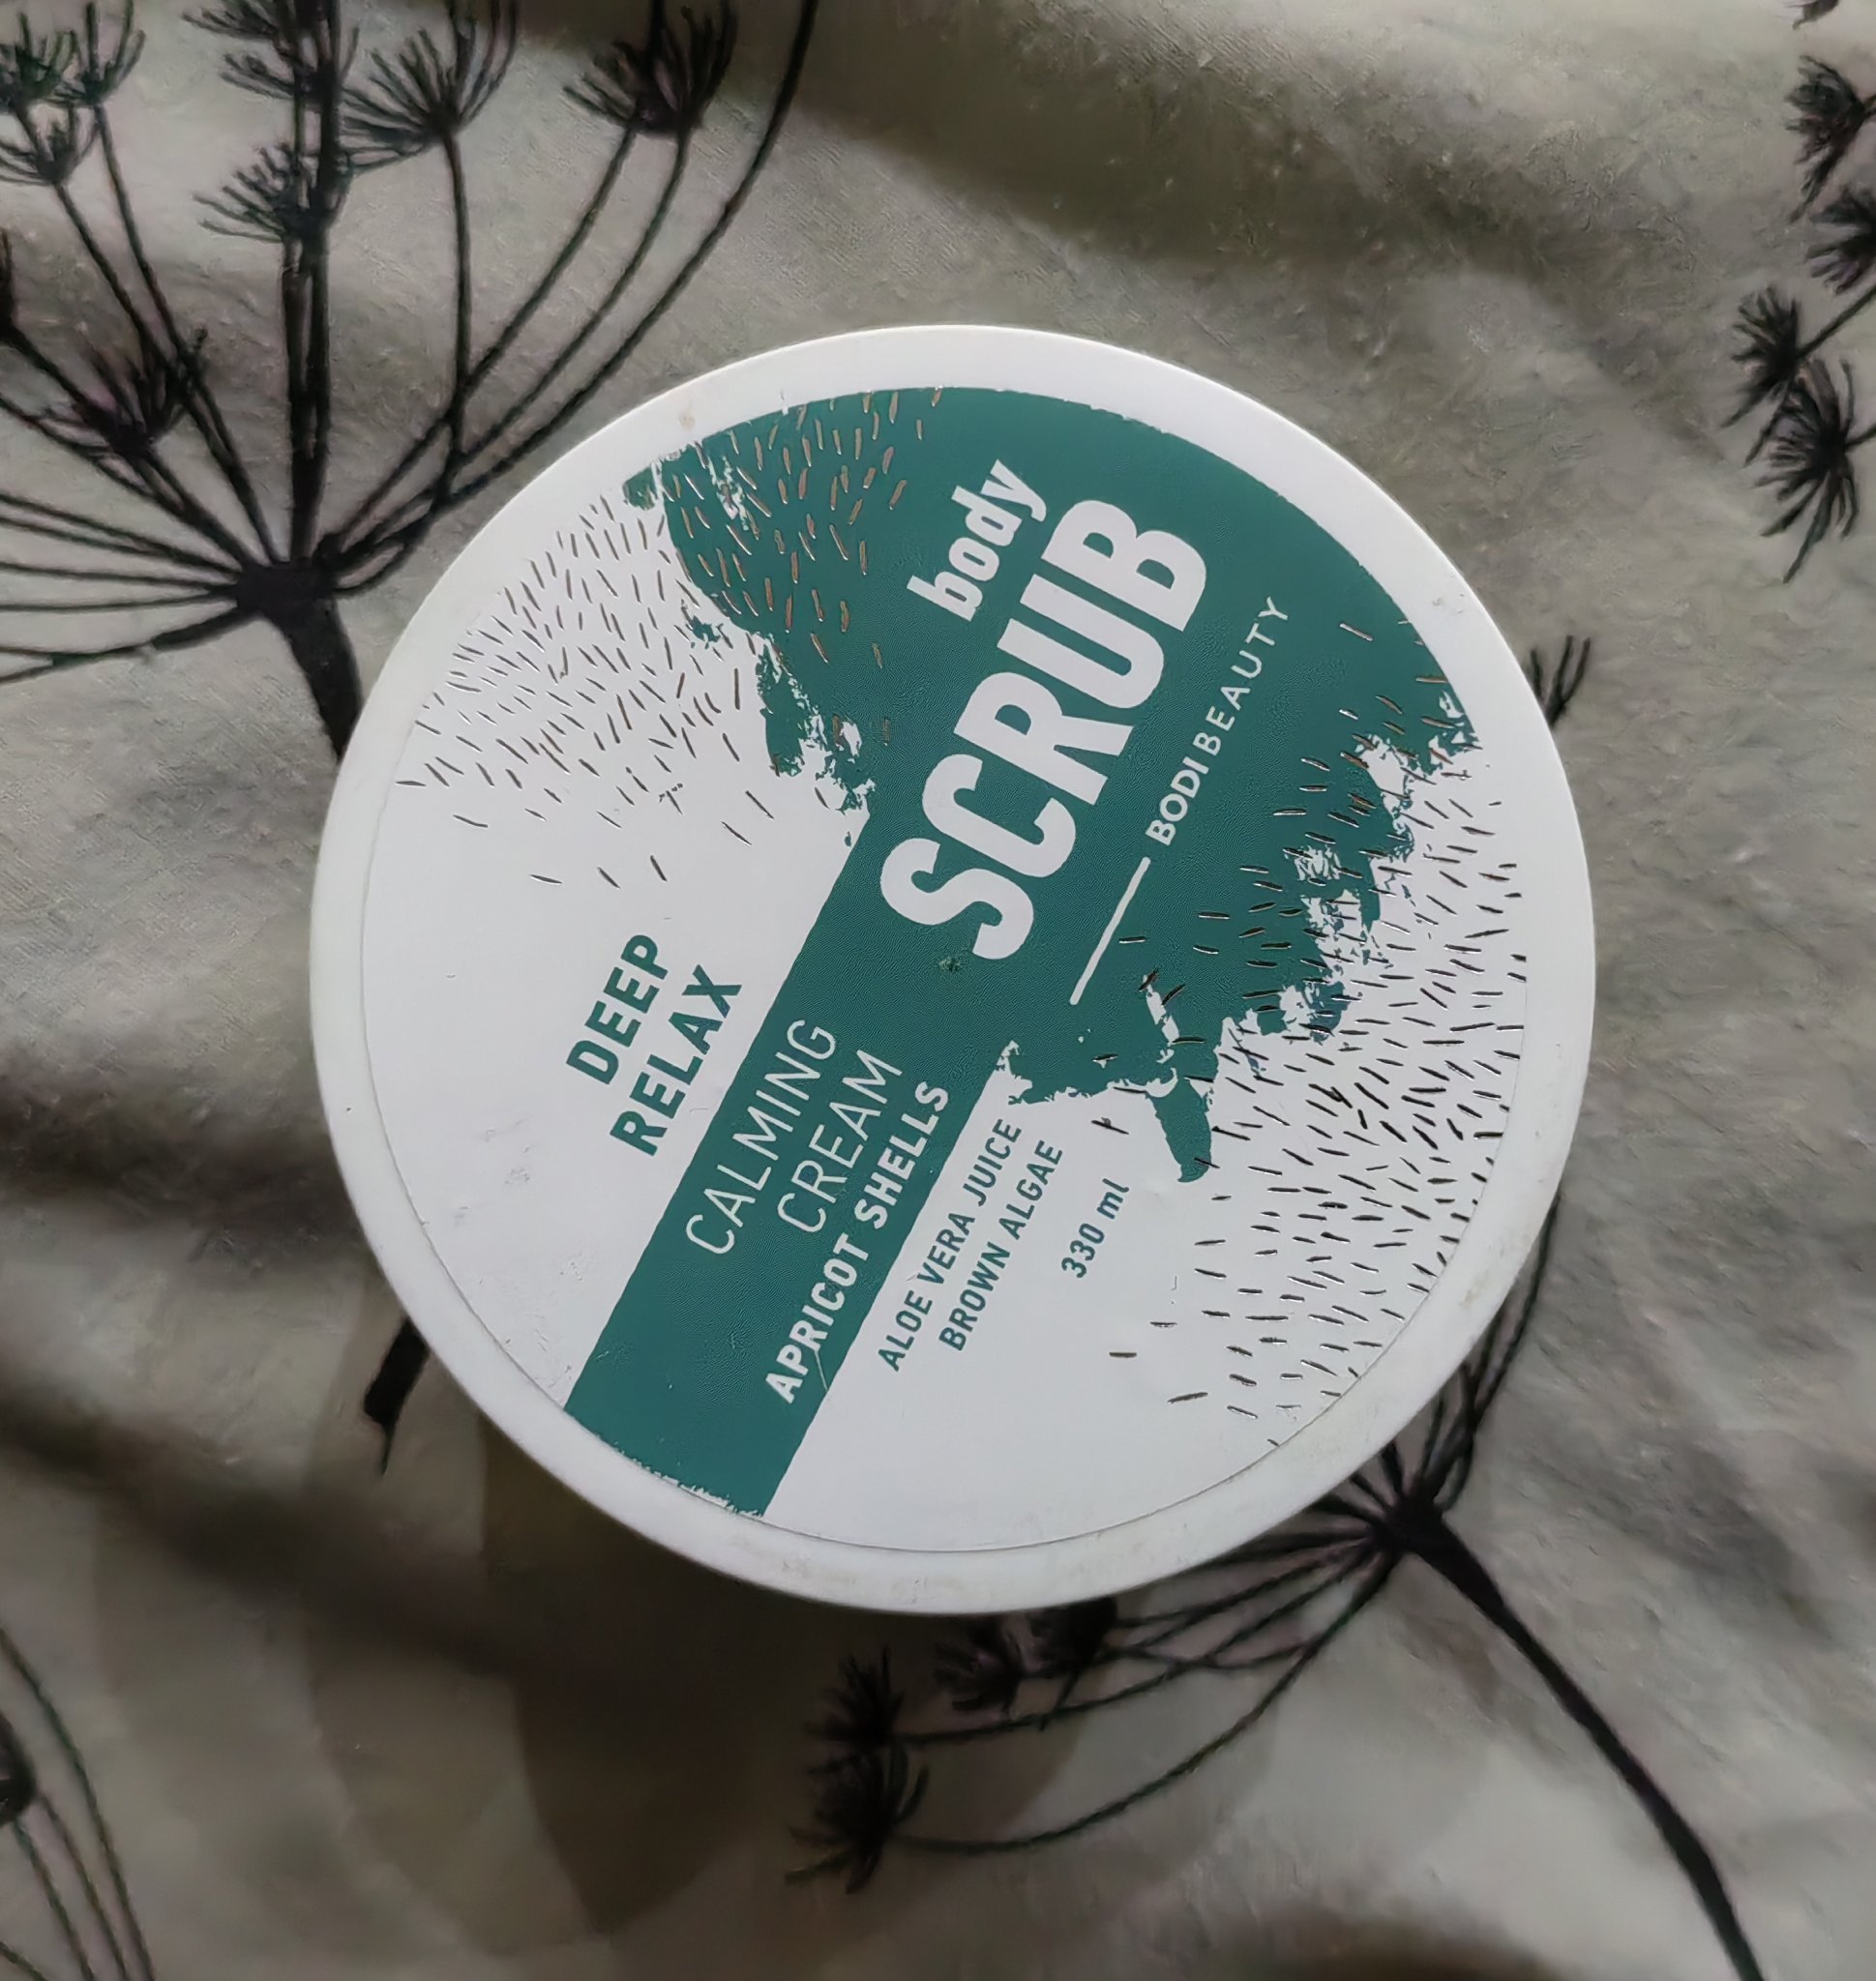 body
SCRUB
BODI BEAUTY
DEEP
RELAX
CALMING
CREAM
APRICOT SHELLS
ALOE VERA JUICE
BROWN ALGAE
330 ml